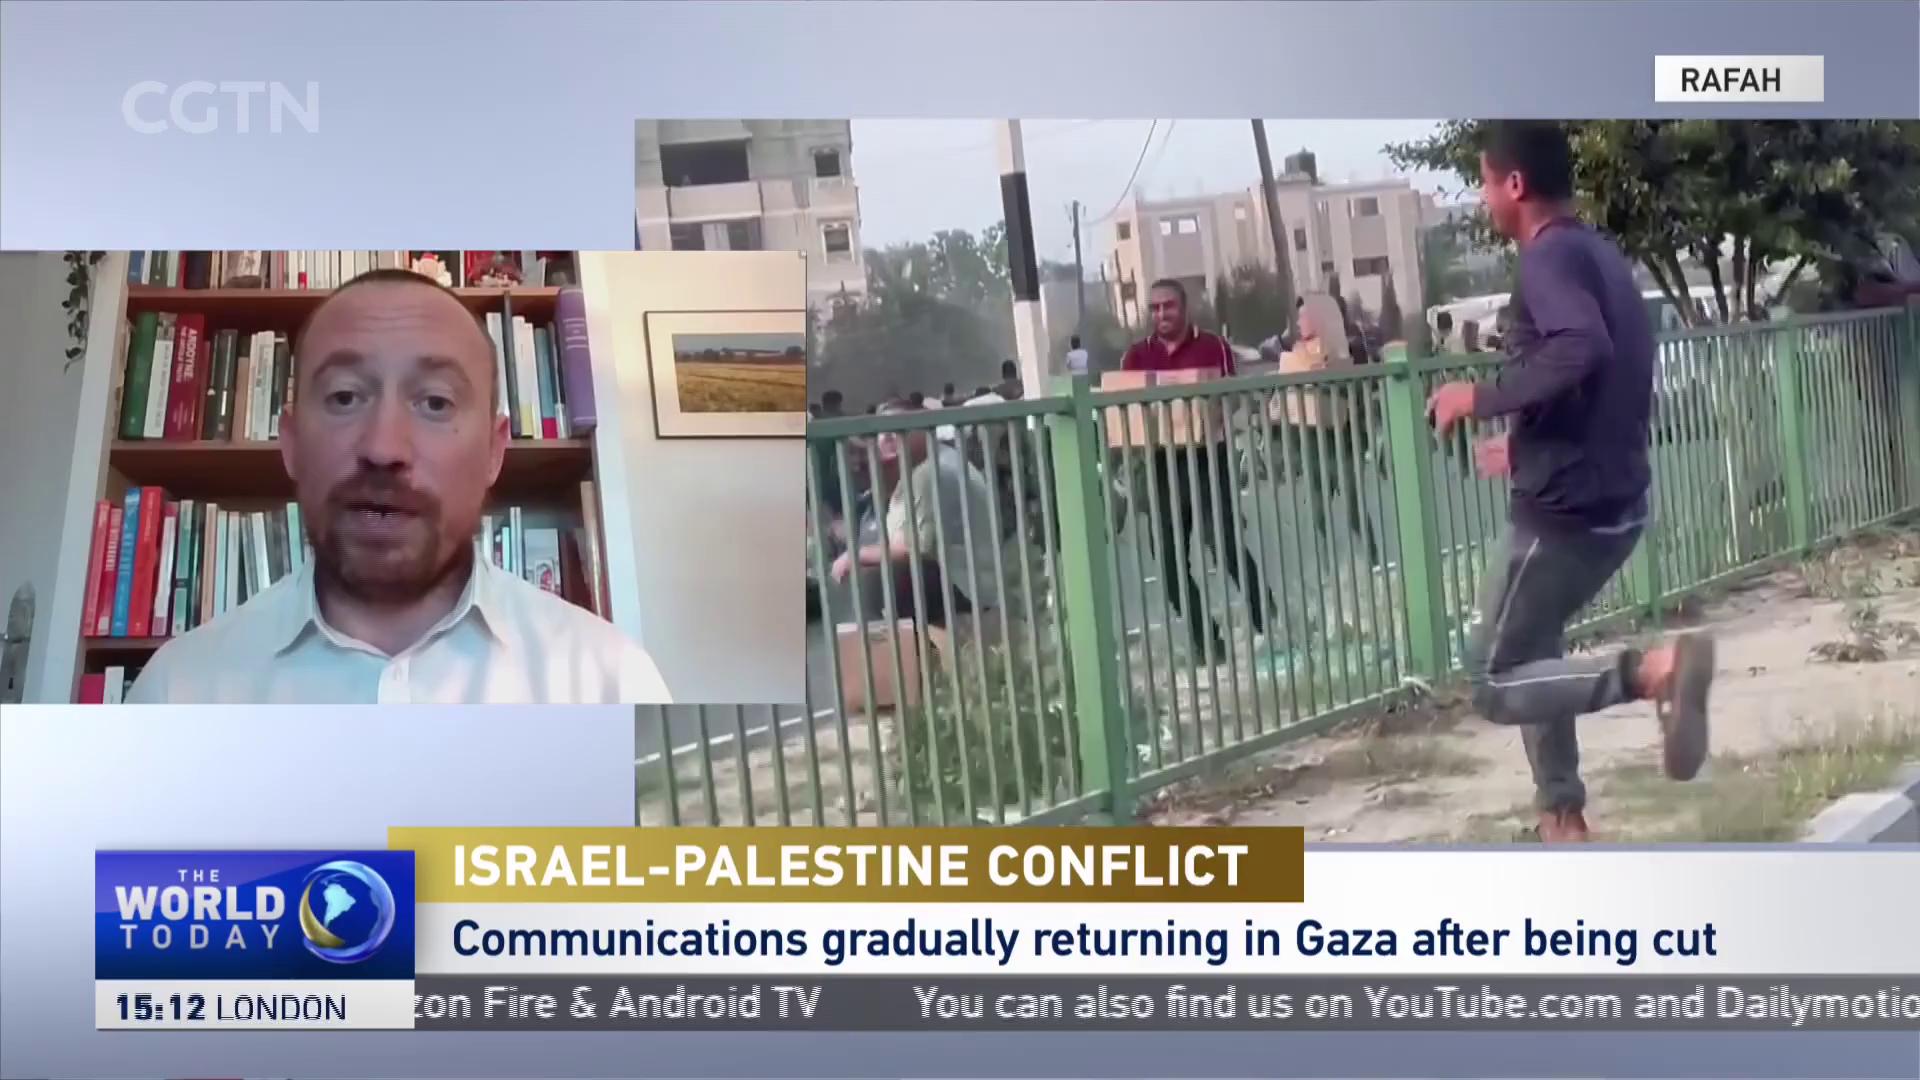 CGTN
RAFAH
ISRAEL-PALESTINE CONFLICT
THE
WORLD
TODAY
Communications gradually returning in Gaza after being cut
15:12 LONDON
zon Fire & Android TV You can also find us on YouTube.com and Dailymotio
ARDOYNE